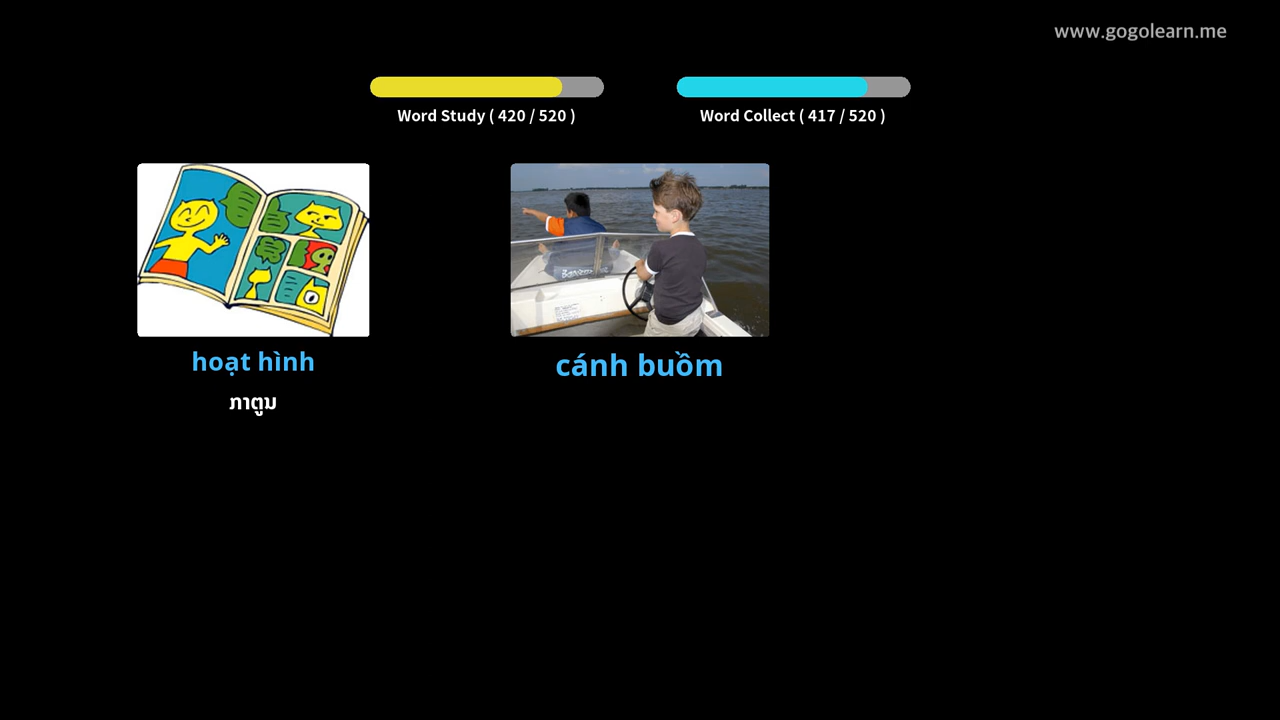 www.gogolearn.me
Word Study ( 420 / 520 )
Word Collect ( 417 / 520 )
hoạt hình
ກາຕູນ
cánh buồm